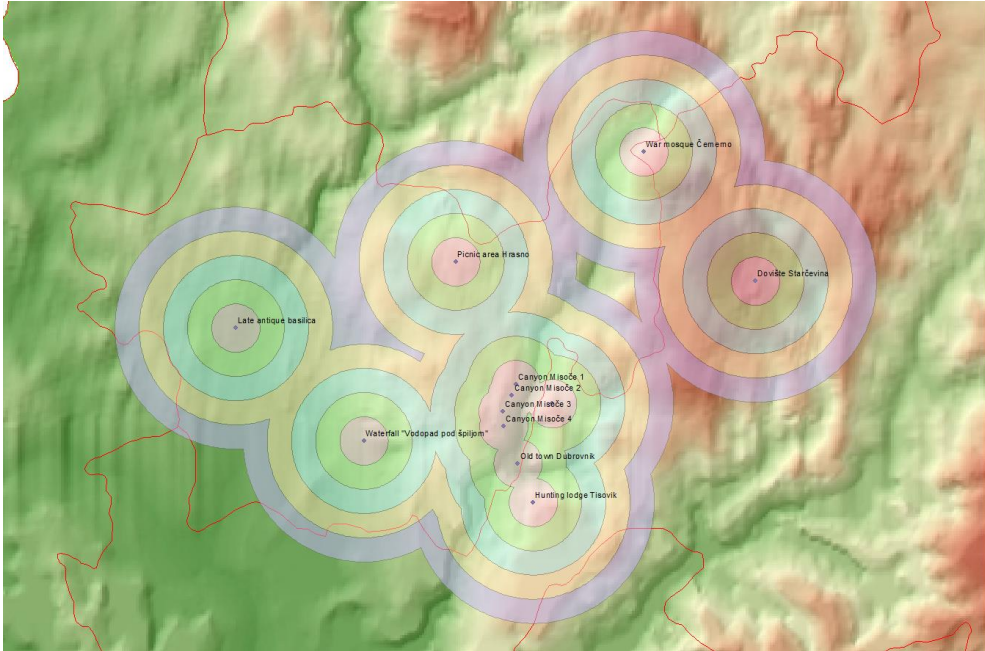 War mosque Čemerno
Picnic area Hrasno
Dovište Starčevina
Late antique basilica
Canyon Misoče 1
Canyon Misoče 2
Canyon Misoče 3
Canyon Misoče 4
Waterfall "Vodopad pod špiljom"
Old town Dubrovnik
Hunting lodge Tisovik